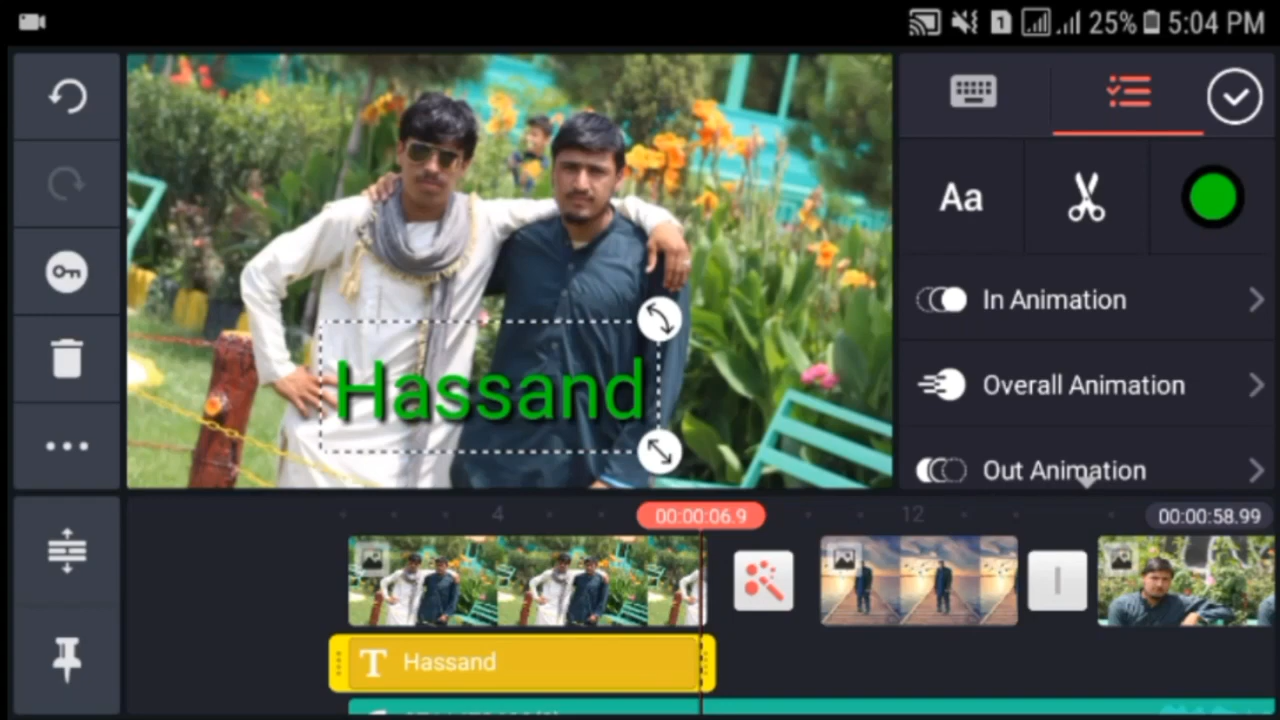 1 25% 5:04 PM
Aa
In Animation
Overall Animation
Out Animation
Hassand
4 00:00:06.9 12 00:00:58.99
T Hassand